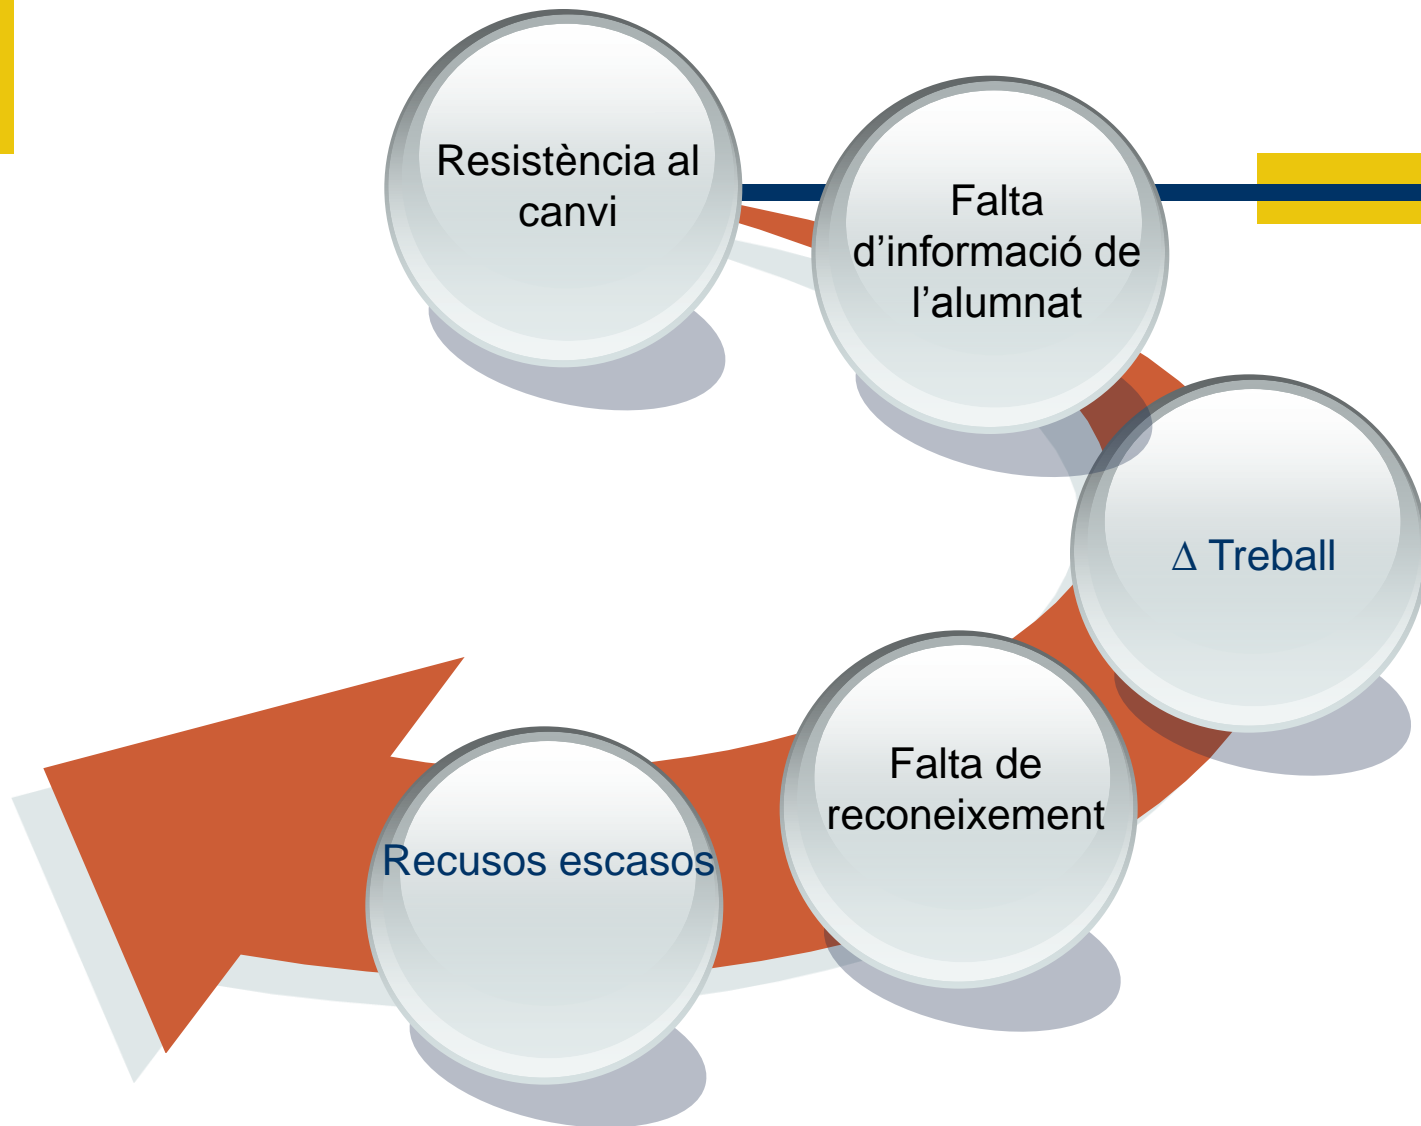 Resistència al
canvi
Falta
d’informació de
l’alumnat
Δ Treball
Falta de
reconeixement
Recusos escasos